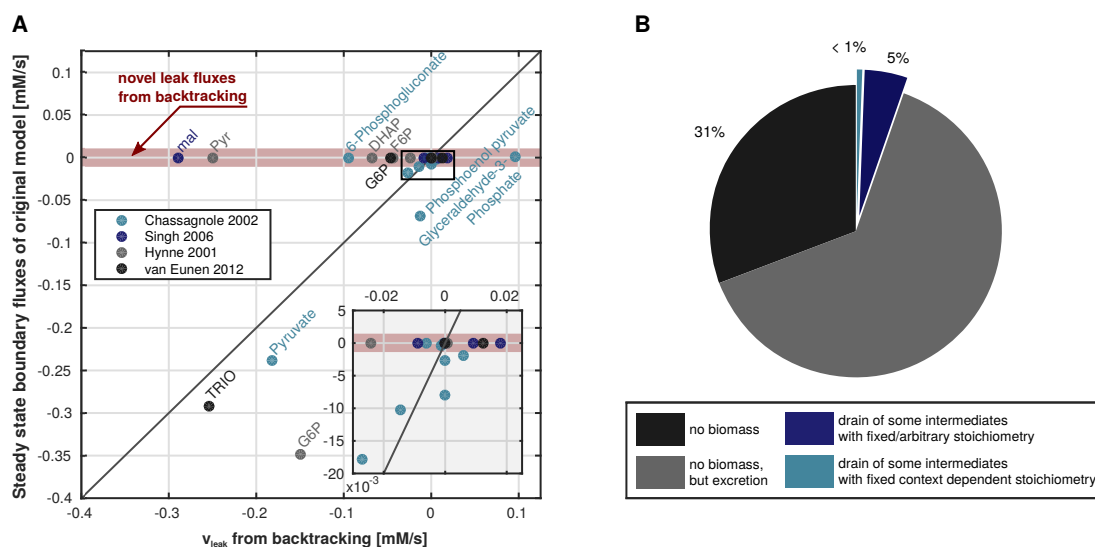 A
Steady state boundary fluxes of original model [mM/s]
0.1
0.05
0
-0.05
-0.1
-0.15
-0.2
-0.25
-0.3
-0.35
-0.4
novel leak fluxes
from backtracking
mal
Pyr
6-Phosphogluconate
DHAP
F6P
G6P
Phosphoenol pyruvate
Glyceraldehyde-3-
Phosphate
Chassagnole 2002
Singh 2006
Hynne 2001
van Eunen 2012
Pyruvate
TRIO
G6P
-0.02
0
0.02
5
0
-5
-10
-15
-20
x10⁻³
-0.4
-0.3
-0.2
-0.1
0
0.1
vleak from backtracking [mM/s]
B
< 1%
5%
31%
no biomass
drain of some intermediates
with fixed/arbitrary stoichiometry
no biomass,
but excretion
drain of some intermediates
with fixed context dependent stoichiometry